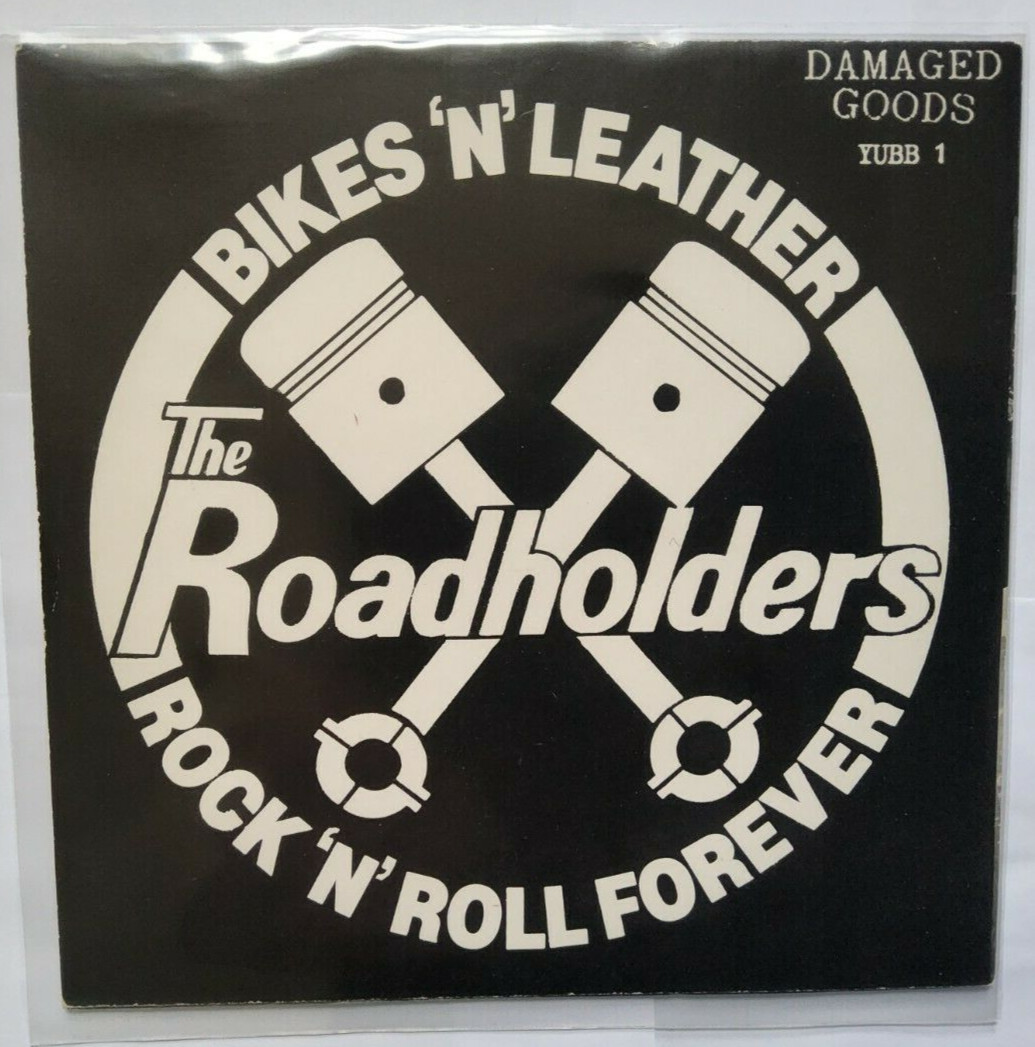 DAMAGED
GOODS
YUBB 1
BIKES 'N' LEATHER
The
Roadholders
ROCK 'N' ROLL FOREVER